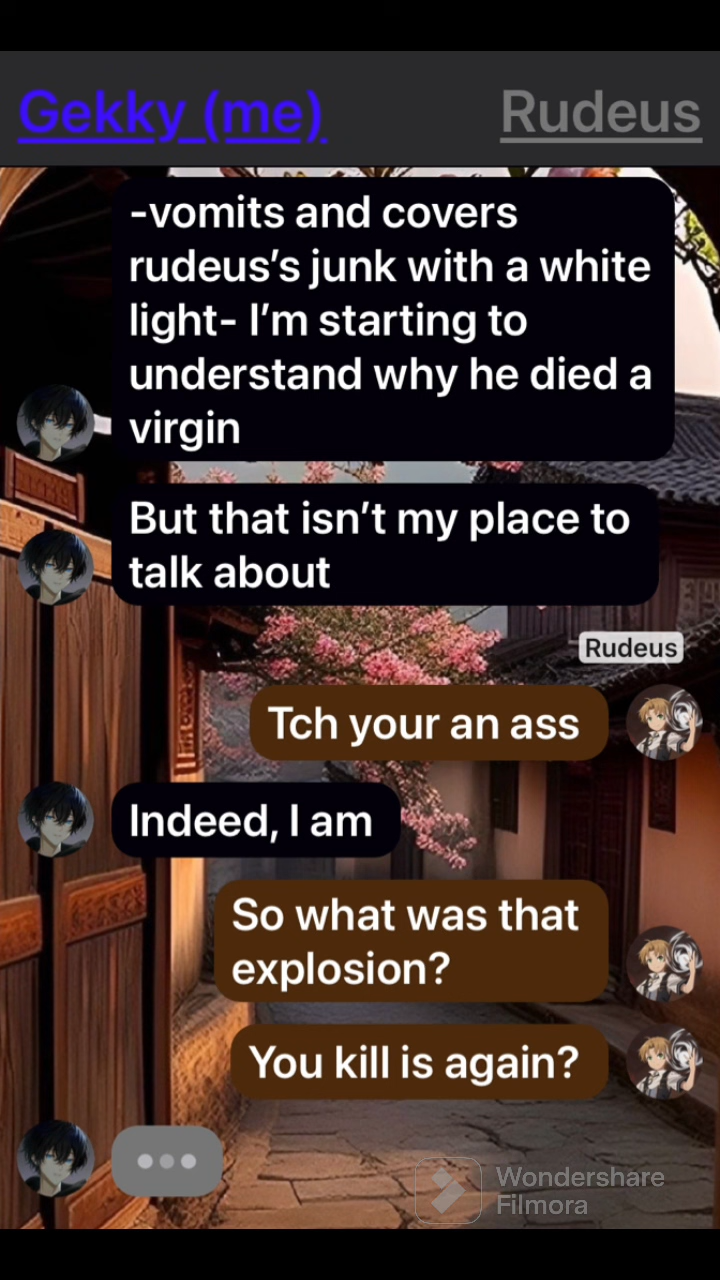 Gekky (me)
Rudeus
-vomits and covers
rudeus’s junk with a white
light- I’m starting to
understand why he died a
virgin
But that isn’t my place to
talk about
Rudeus
Tch your an ass
Indeed, I am
So what was that
explosion?
You kill is again?
Wondershare
Filmora